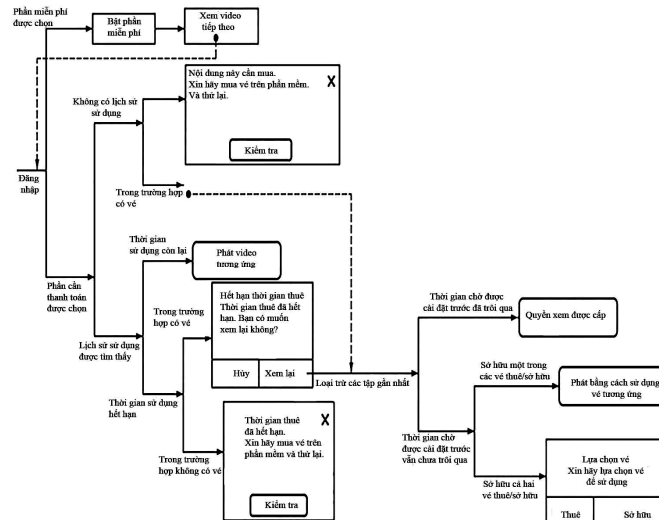 Phần miễn phí
được chọn
Bật phần
miễn phí
Xem video
tiếp theo
Nội dung này cần mua.
Xin hãy mua vé trên phần mềm.
Và thử lại.
X
Kiểm tra
Không có lịch sử
sử dụng
Trong trường hợp
có vé
Đăng
nhập
Phần cần
thanh toán
được chọn
Thời gian
sử dụng còn lại
Phát video
tương ứng
Lịch sử sử dụng
được tìm thấy
Trong trường
hợp có vé
Hết hạn thời gian thuê
Thời gian thuê đã hết
hạn. Bạn có muốn
xem lại không?
Hủy
Xem lại
Thời gian sử dụng
hết hạn
Trong trường
hợp không có vé
Thời gian thuê
đã hết hạn.
Xin hãy mua vé trên
phần mềm và thử lại.
X
Kiểm tra
Loại trừ các tập gần nhất
Thời gian chờ được
cài đặt trước đã trôi qua
Quyền xem được cấp
Thời gian chờ
được cài đặt trước
vẫn chưa trôi qua
Sở hữu một trong
các vé thuê/sở hữu
Phát bằng cách sử dụng
vé tương ứng
Sở hữu cả hai
vé thuê/sở hữu
Lựa chọn vé
Xin hãy lựa chọn vé
để sử dụng
Thuê
Sở hữu